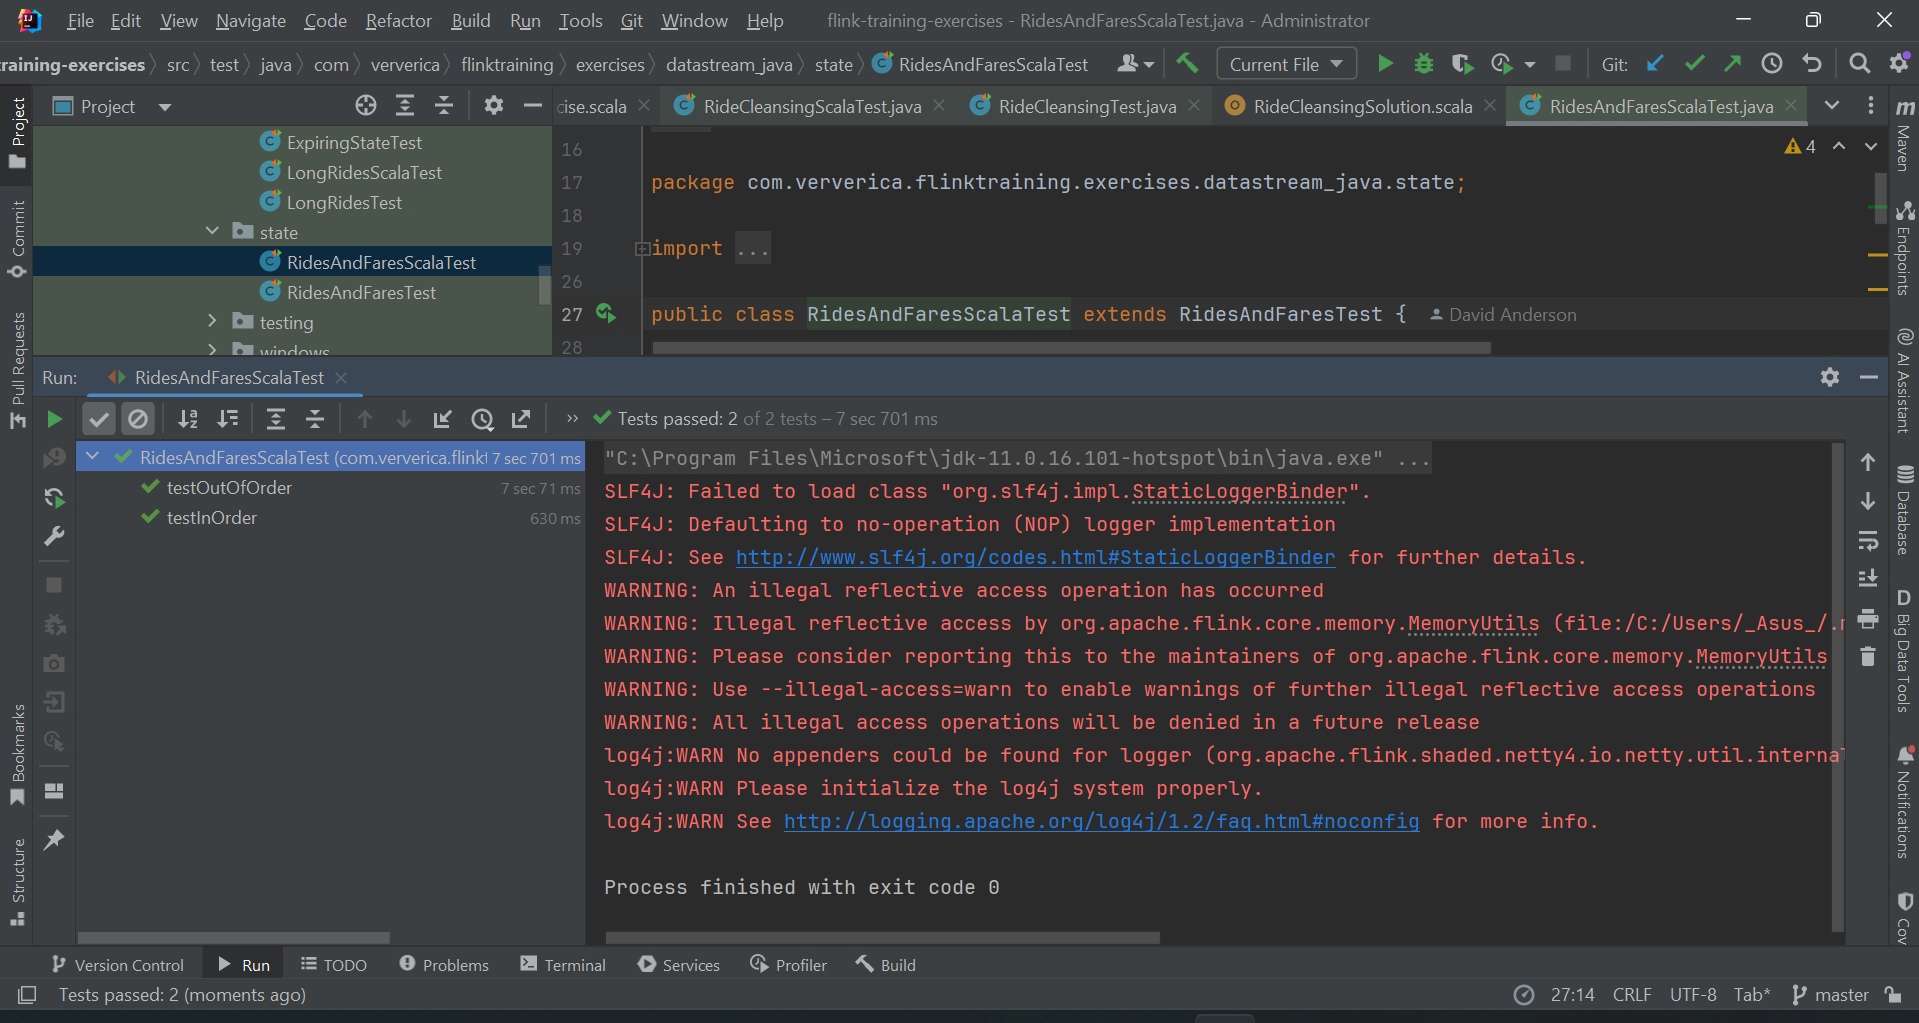 File Edit View Navigate Code Refactor Build Run Tools Git Window Help flink-training-exercises - RidesAndFaresScalaTest.java - Administrator
raining-exercises src test java com ververica flinktraining exercises datastream_java state RidesAndFaresScalaTest Current File Git:
Project cise.scala RideCleansingScalaTest.java RideCleansingTest.java RideCleansingSolution.scala RidesAndFaresScalaTest.java
ExpiringStateTest
LongRidesScalaTest
LongRidesTest
state
RidesAndFaresScalaTest
RidesAndFaresTest
testing
windows
16 4
17 package com.ververica.flinktraining.exercises.datastream_java.state;
18
19 import ...
26
27 public class RidesAndFaresScalaTest extends RidesAndFaresTest { David Anderson
28
Run: RidesAndFaresScalaTest
Tests passed: 2 of 2 tests – 7 sec 701 ms
RidesAndFaresScalaTest (com.ververica.flinkt 7 sec 701 ms
testOutOfOrder 7 sec 71 ms
testInOrder 630 ms
"C:\Program Files\Microsoft\jdk-11.0.16.101-hotspot\bin\java.exe" ...
SLF4J: Failed to load class "org.slf4j.impl.StaticLoggerBinder".
SLF4J: Defaulting to no-operation (NOP) logger implementation
SLF4J: See http://www.slf4j.org/codes.html#StaticLoggerBinder for further details.
WARNING: An illegal reflective access operation has occurred
WARNING: Illegal reflective access by org.apache.flink.core.memory.MemoryUtils (file:/C:/Users/_Asus_/.m
WARNING: Please consider reporting this to the maintainers of org.apache.flink.core.memory.MemoryUtils
WARNING: Use --illegal-access=warn to enable warnings of further illegal reflective access operations
WARNING: All illegal access operations will be denied in a future release
log4j:WARN No appenders could be found for logger (org.apache.flink.shaded.netty4.io.netty.util.internal
log4j:WARN Please initialize the log4j system properly.
log4j:WARN See http://logging.apache.org/log4j/1.2/faq.html#noconfig for more info.
Process finished with exit code 0
Project
Commit
Pull Requests
Bookmarks
Structure
Maven
Endpoints
AI Assistant
Database
D Big Data Tools
Notifications
Cov
Version Control Run TODO Problems Terminal Services Profiler Build
Tests passed: 2 (moments ago) 27:14 CRLF UTF-8 Tab* master